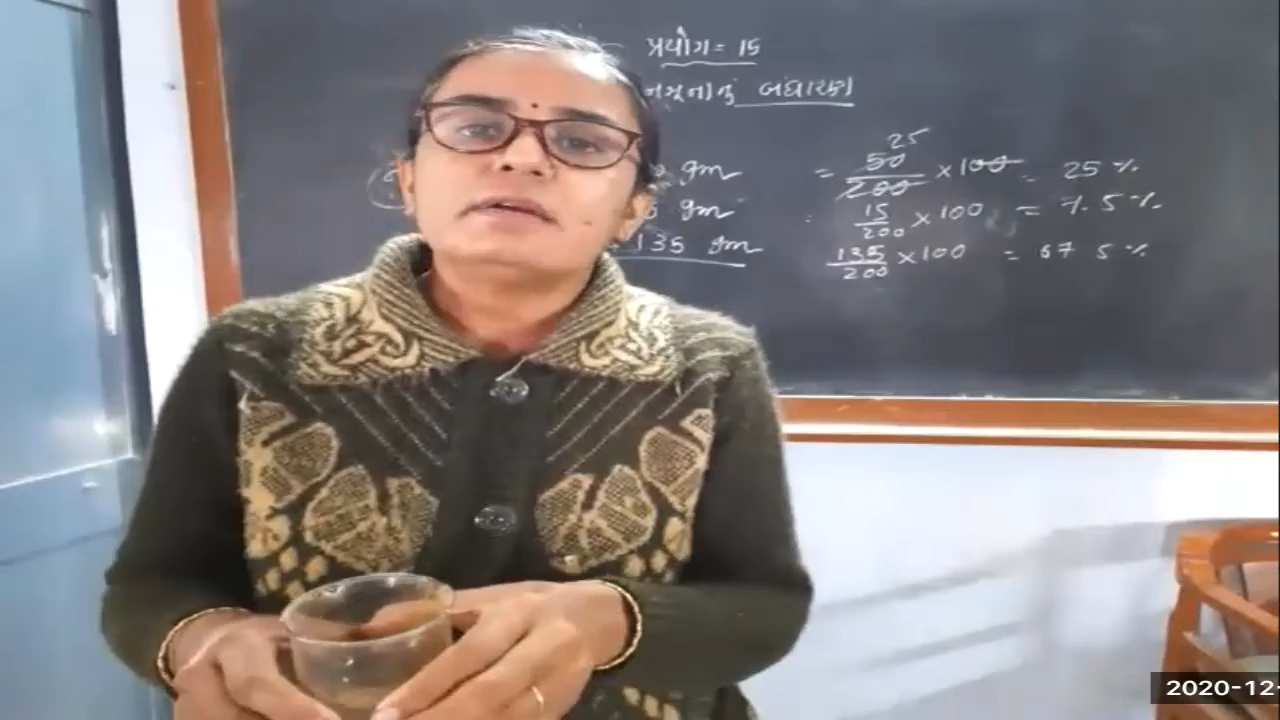 પ્રયોગ = 15
નમૂનાનું બંધારણ
gm = 25 50/200 × 100 = 25 %
gm 15/200 × 100 = 7.5 %
135 gm 135/200 × 100 = 67 5 %
2020-12-